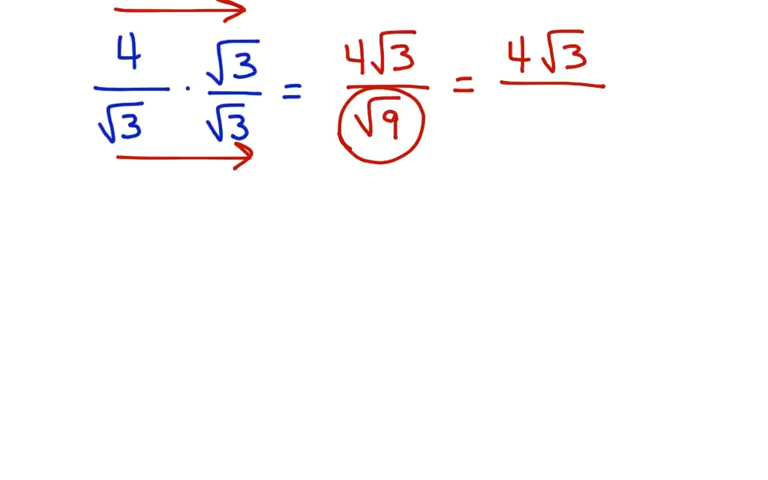 4/√3 · √3/√3 = 4√3/√9 = 4√3